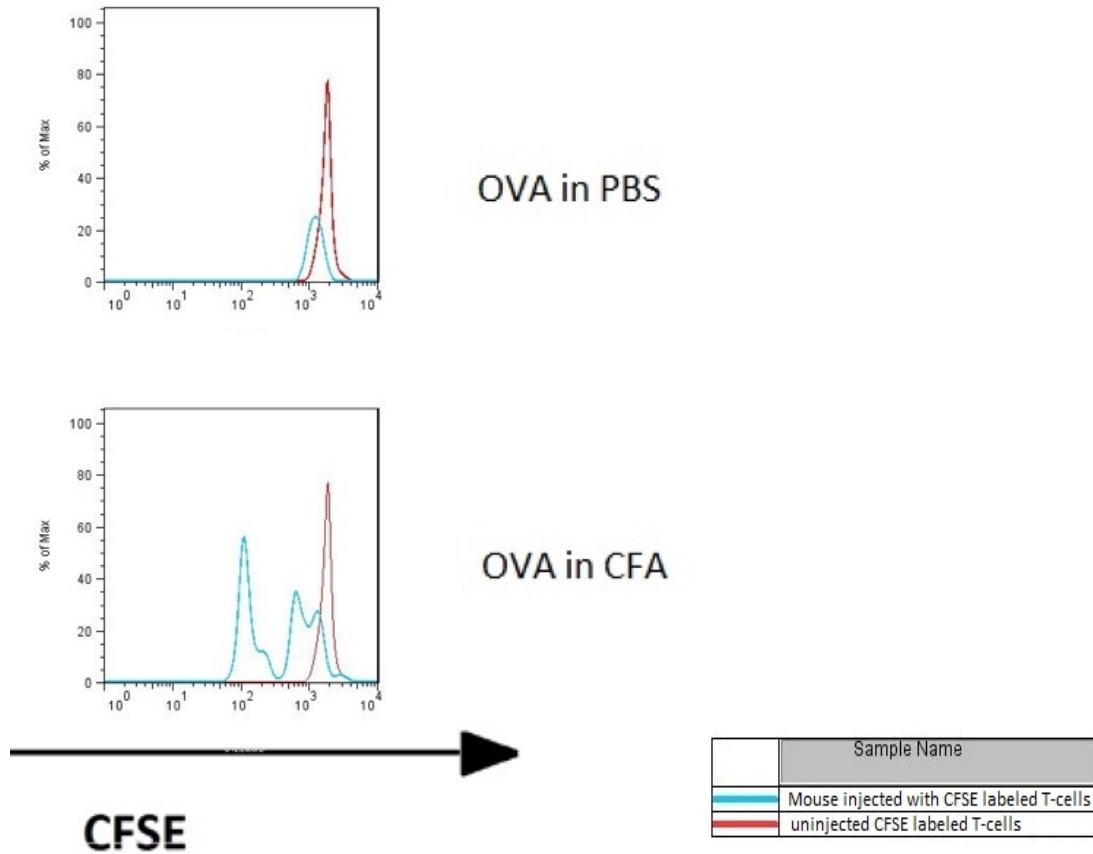 100
80
60
40
20
0
% of Max
10^0 10^1 10^2 10^3 10^4
OVA in PBS
100
80
60
40
20
0
% of Max
10^0 10^1 10^2 10^3 10^4
OVA in CFA
CFSE
Sample Name
Mouse injected with CFSE labeled T-cells
uninjected CFSE labeled T-cells